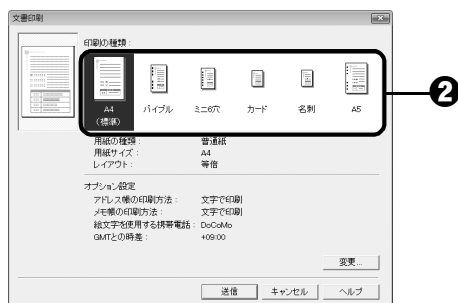 文書印刷
印刷の種類：
A4
（標準）
バイブル
ミニ6穴
カード
名刺
A5
2
用紙の種類： 普通紙
用紙サイズ： A4
レイアウト： 等倍
オプション設定
アドレス帳の印刷方法： 文字で印刷
メモ帳の印刷方法： 文字で印刷
絵文字を使用する携帯電話： DoCoMo
GMTとの時差： +09:00
変更...
送信
キャンセル
ヘルプ